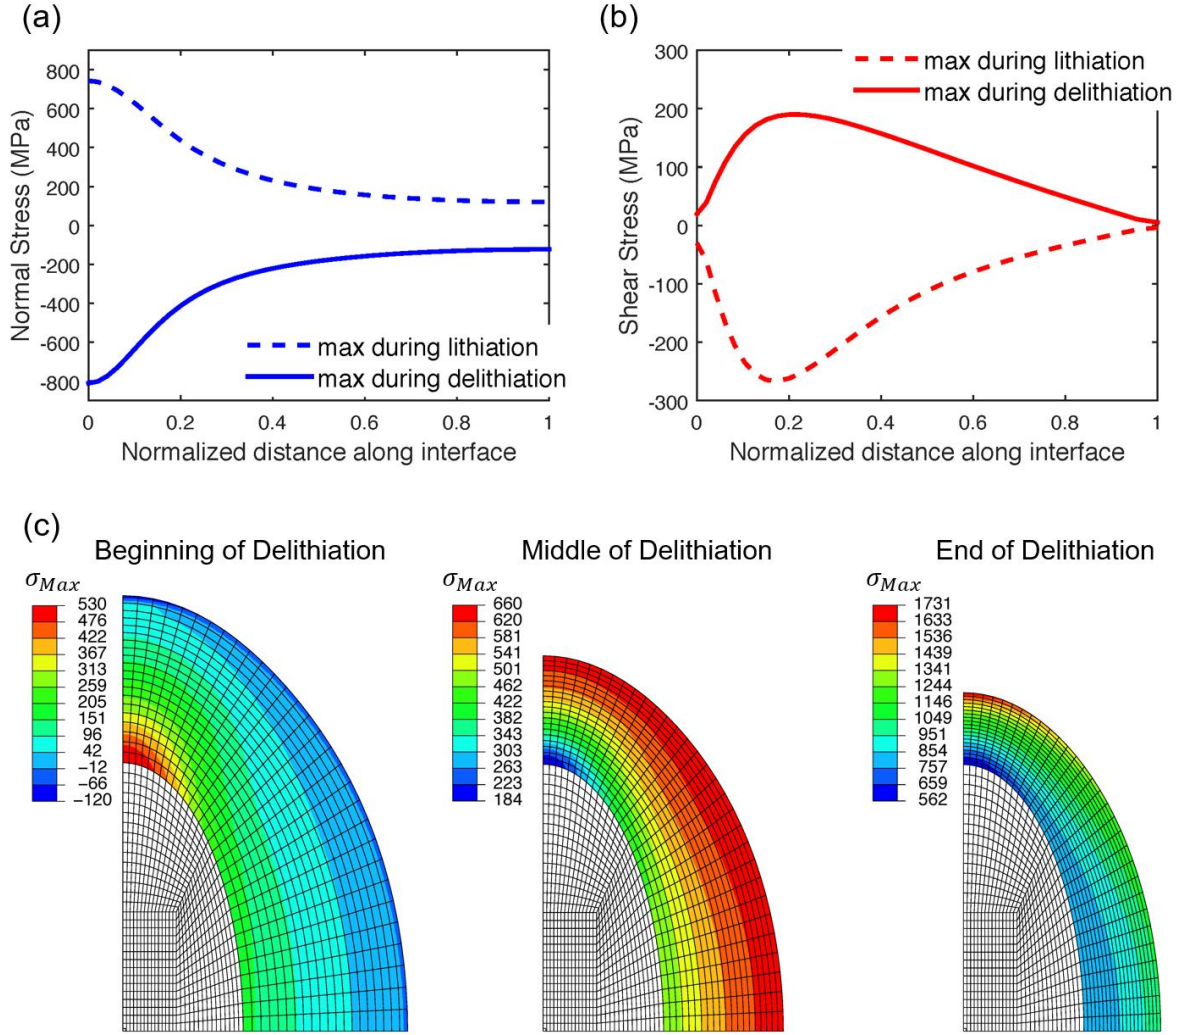 (a)
800
600
400
200
0
-200
-400
-600
-800
Normal Stress (MPa)
max during lithiation
max during delithiation
0 0.2 0.4 0.6 0.8 1
Normalized distance along interface
(b)
300
200
100
0
-100
-200
-300
Shear Stress (MPa)
max during lithiation
max during delithiation
0 0.2 0.4 0.6 0.8 1
Normalized distance along interface
(c)
Beginning of Delithiation
σMax
530
476
422
367
313
259
205
151
96
42
−12
−66
−120
Middle of Delithiation
σMax
660
620
581
541
501
462
422
382
343
303
263
223
184
End of Delithiation
σMax
1731
1633
1536
1439
1341
1244
1146
1049
951
854
757
659
562